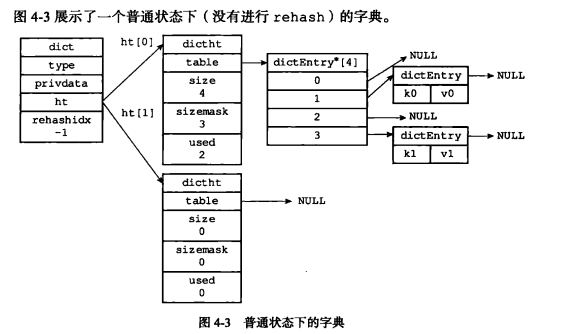 图 4-3 展示了一个普通状态下（没有进行 rehash）的字典。
dict
type
privdata
ht
rehashidx
-1
ht[0]
ht[1]
dictht
table
size
4
sizemask
3
used
2
dictEntry*[4]
0
1
2
3
NULL
dictEntry
k0 v0
NULL
NULL
dictEntry
k1 v1
NULL
dictht
table
size
0
sizemask
0
used
0
NULL
图 4-3 普通状态下的字典